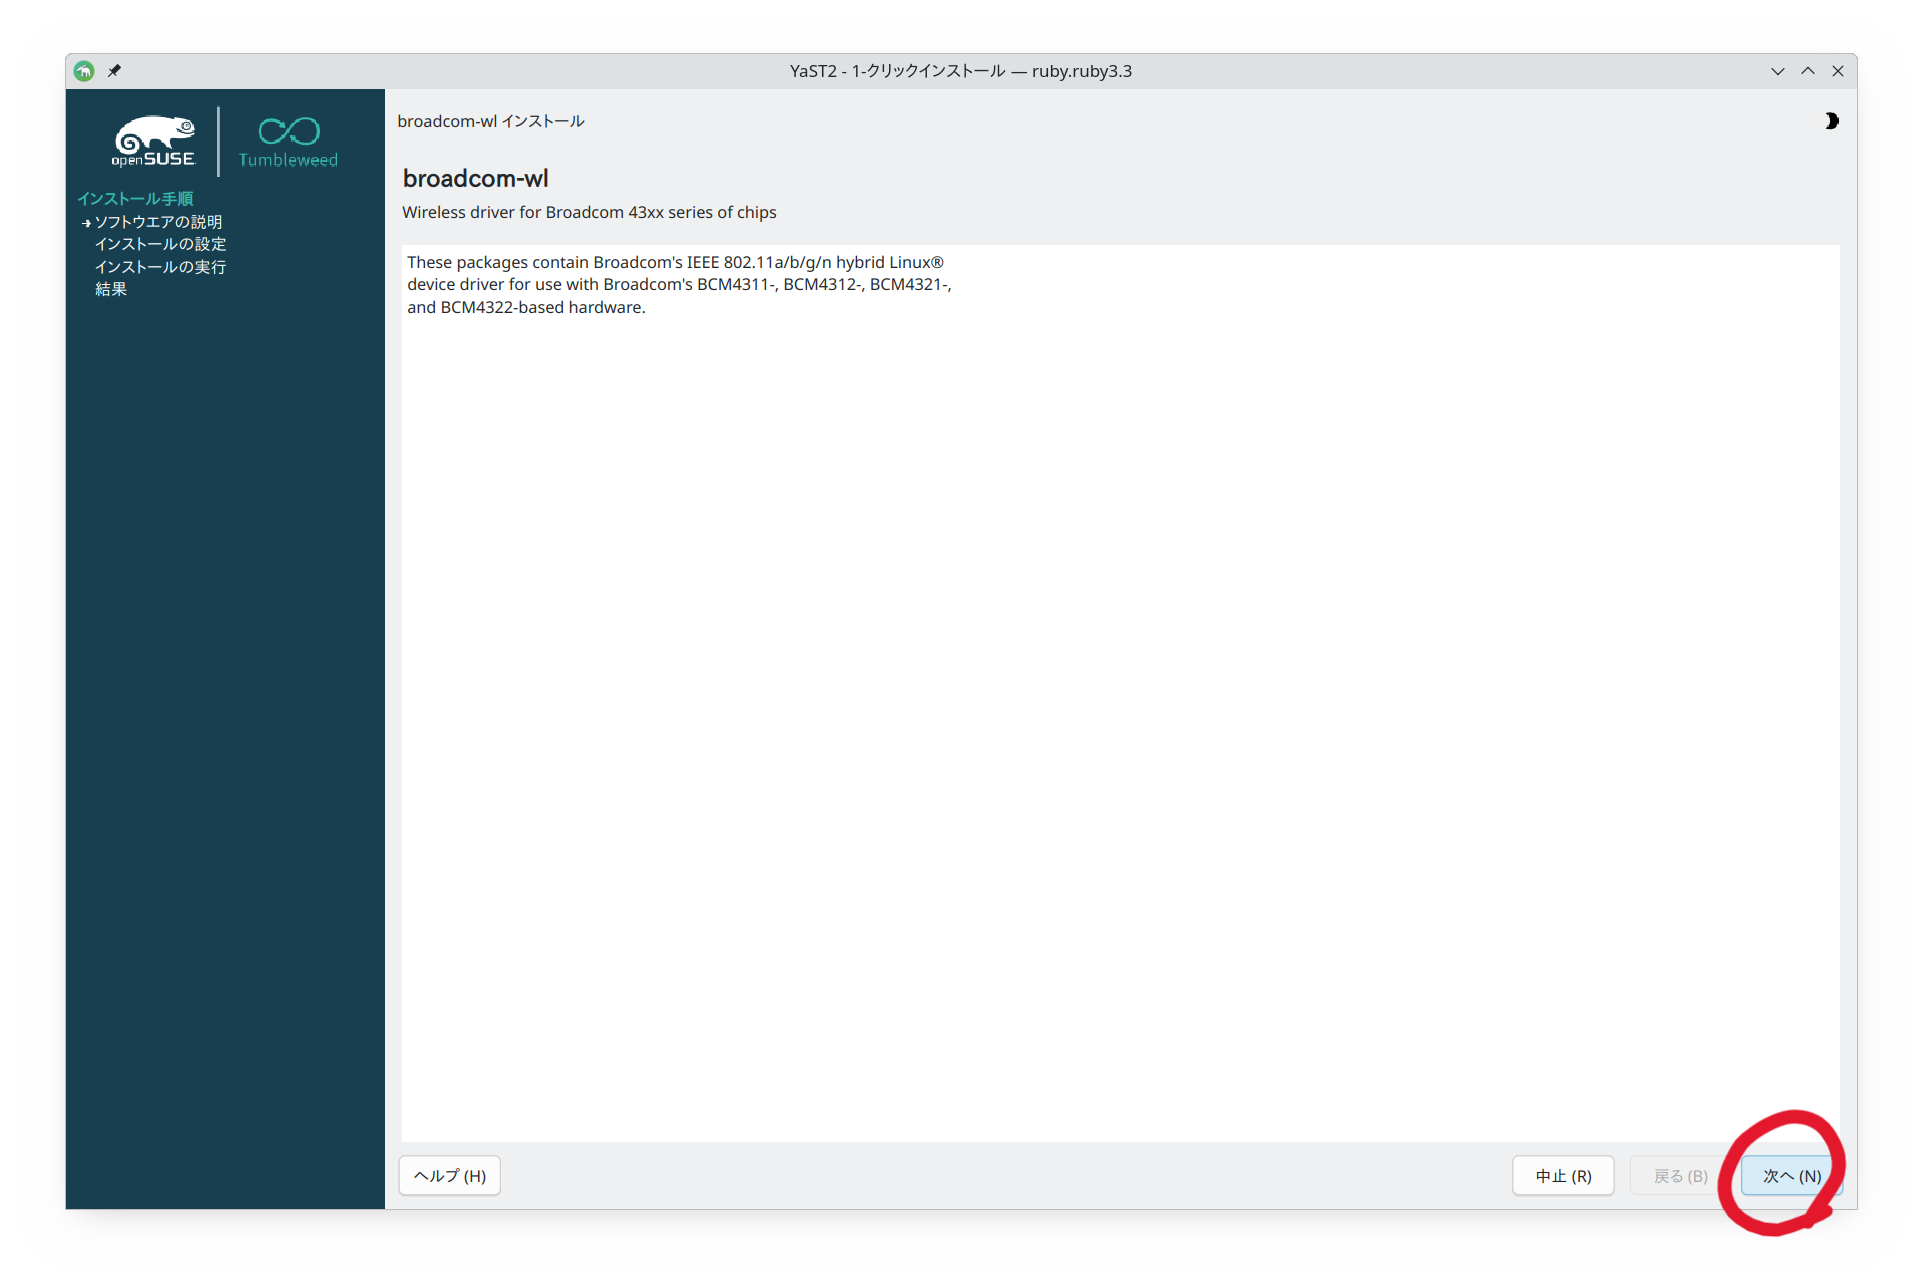 YaST2 - 1-クリックインストール — ruby.ruby3.3
openSUSE
Tumbleweed
インストール手順
ソフトウエアの説明
インストールの設定
インストールの実行
結果
broadcom-wl インストール
broadcom-wl
Wireless driver for Broadcom 43xx series of chips
These packages contain Broadcom's IEEE 802.11a/b/g/n hybrid Linux®
device driver for use with Broadcom's BCM4311-, BCM4312-, BCM4321-,
and BCM4322-based hardware.
ヘルプ (H)
中止 (R)
戻る (B)
次へ (N)